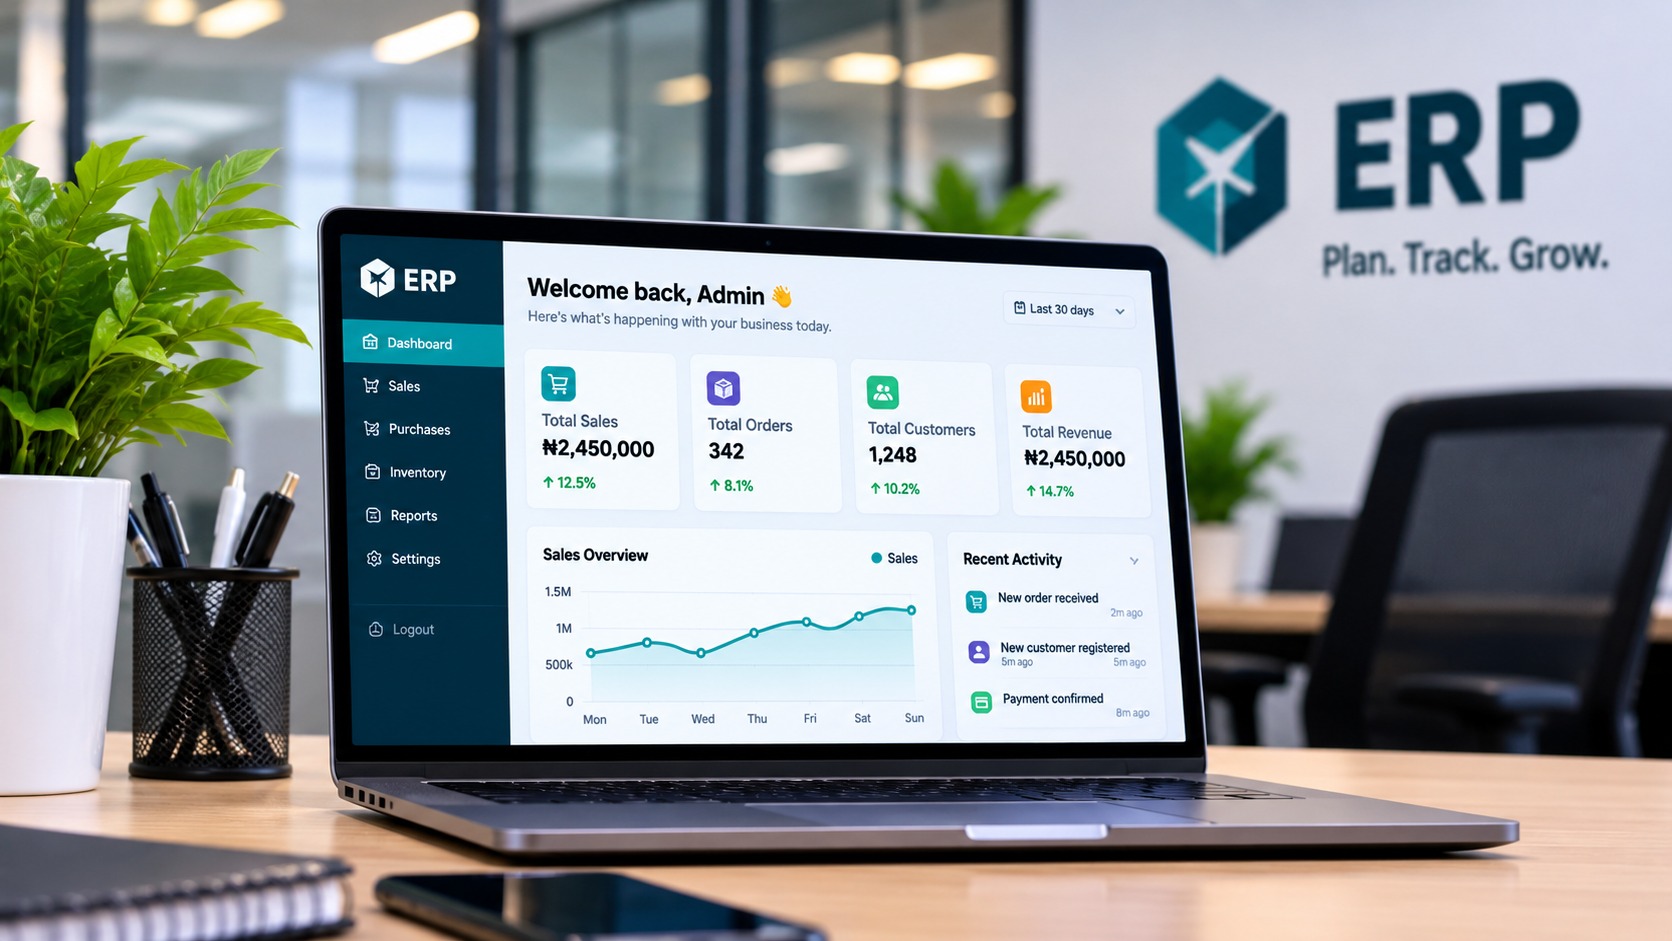 ERP
Plan. Track. Grow.
ERP
Dashboard
Sales
Purchases
Inventory
Reports
Settings
Logout
Welcome back, Admin 👋
Here's what's happening with your business today.
Last 30 days
Total Sales
₦2,450,000
↑ 12.5%
Total Orders
342
↑ 8.1%
Total Customers
1,248
↑ 10.2%
Total Revenue
₦2,450,000
↑ 14.7%
Sales Overview
Sales
1.5M
1M
500k
0
Mon Tue Wed Thu Fri Sat Sun
Recent Activity
New order received
2m ago
New customer registered
5m ago 5m ago
Payment confirmed
8m ago